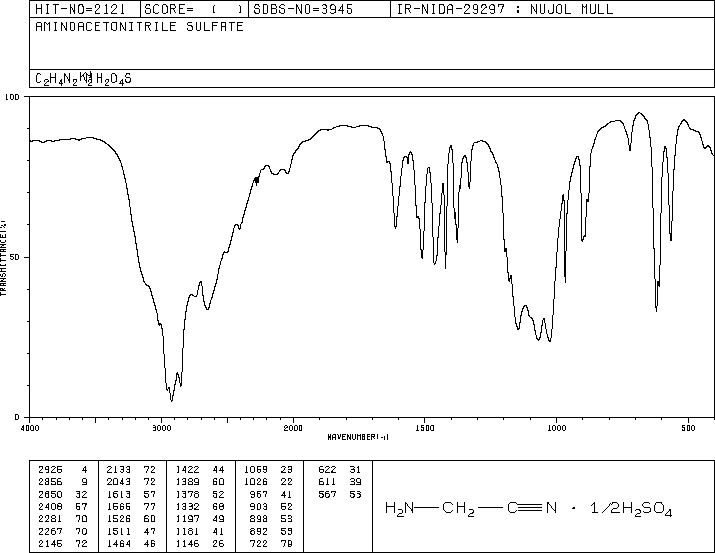 HIT-NO=2121 SCORE= ( ) SDBS-NO=3945 IR-NIDA-29297 : NUJOL MULL
AMINOACETONITRILE SULFATE
C2H4N2 H2O4S
100
50
0
TRANSMITTANCE(%)
4000 3000 2000 1500 1000 500
WAVENUMBER(-1)
2925 4 2133 72 1422 44 1069 23 622 31
2856 9 2043 72 1389 60 1026 22 611 39
2650 32 1613 57 1378 52 967 41 567 53
2408 57 1566 77 1332 68 903 52
2281 70 1526 60 1197 49 898 53
2267 70 1511 47 1181 41 892 53
2145 72 1464 46 1146 26 722 79
H2N—CH2—C≡N · 1/2H2SO4